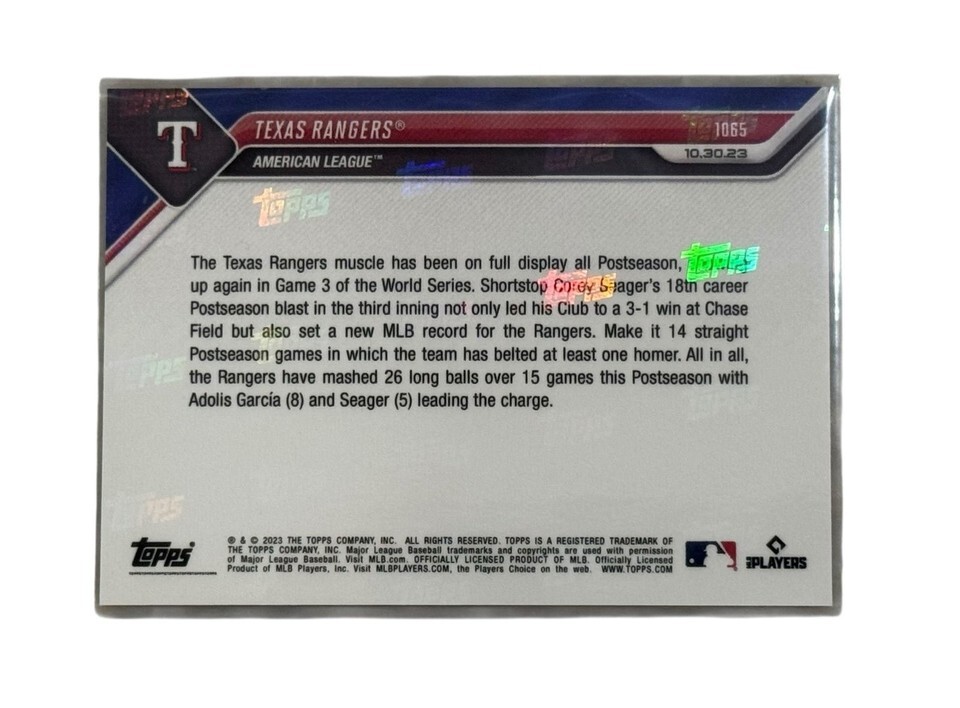 T
TEXAS RANGERS®
1065
AMERICAN LEAGUE™
10.30.23
The Texas Rangers muscle has been on full display all Postseason,
up again in Game 3 of the World Series. Shortstop Corey Seager's 18th career
Postseason blast in the third inning not only led his Club to a 3-1 win at Chase
Field but also set a new MLB record for the Rangers. Make it 14 straight
Postseason games in which the team has belted at least one homer. All in all,
the Rangers have mashed 26 long balls over 15 games this Postseason with
Adolis García (8) and Seager (5) leading the charge.
Topps®
® & © 2023 THE TOPPS COMPANY, INC. ALL RIGHTS RESERVED. TOPPS IS A REGISTERED TRADEMARK OF
THE TOPPS COMPANY, INC. Major League Baseball trademarks and copyrights are used with permission
of Major League Baseball. Visit MLB.com. OFFICIALLY LICENSED PRODUCT OF MLB. Officially Licensed
Product of MLB Players, Inc. Visit MLBPLAYERS.COM, the Players Choice on the web. WWW.TOPPS.COM
MLB PLAYERS